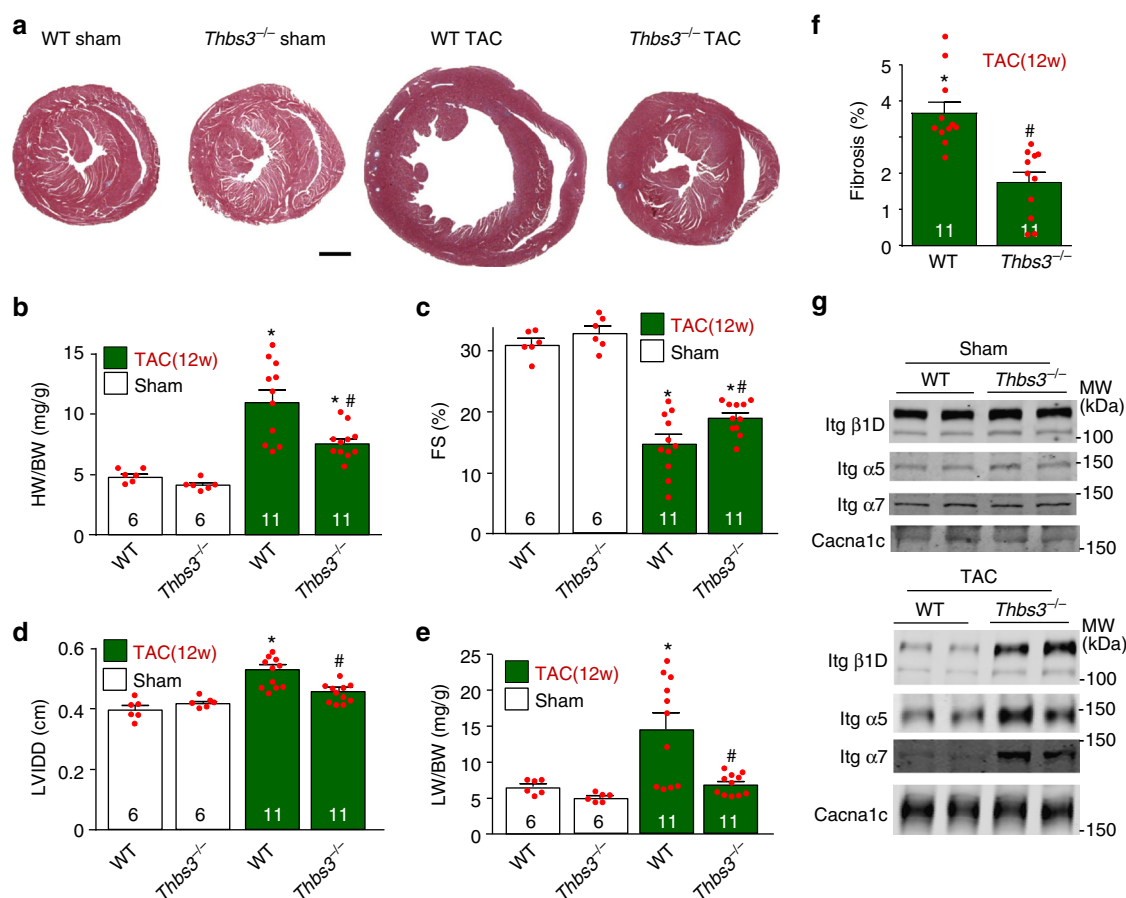 a
WT sham
Thbs3–/– sham
WT TAC
Thbs3–/– TAC
b
HW/BW (mg/g)
15
10
5
0
TAC(12w)
Sham
*
* #
6
6
11
11
WT
Thbs3–/–
WT
Thbs3–/–
c
FS (%)
30
20
10
0
TAC(12w)
Sham
*
*#
6
6
11
11
WT
Thbs3–/–
WT
Thbs3–/–
d
LVIDD (cm)
0.6
0.4
0.2
0
TAC(12w)
Sham
*
#
6
6
11
11
WT
Thbs3–/–
WT
Thbs3–/–
e
LW/BW (mg/g)
25
20
15
10
5
0
TAC(12w)
Sham
*
#
6
6
11
11
WT
Thbs3–/–
WT
Thbs3–/–
f
TAC(12w)
Fibrosis (%)
5
4
2
1
0
*
#
11
11
WT
Thbs3–/–
g
Sham
WT
Thbs3–/–
MW
(kDa)
Itg β1D
-100
Itg α5
-150
Itg α7
-150
Cacna1c
-150
TAC
WT
Thbs3–/–
MW
(kDa)
Itg β1D
-100
Itg α5
-150
Itg α7
-150
Cacna1c
-150